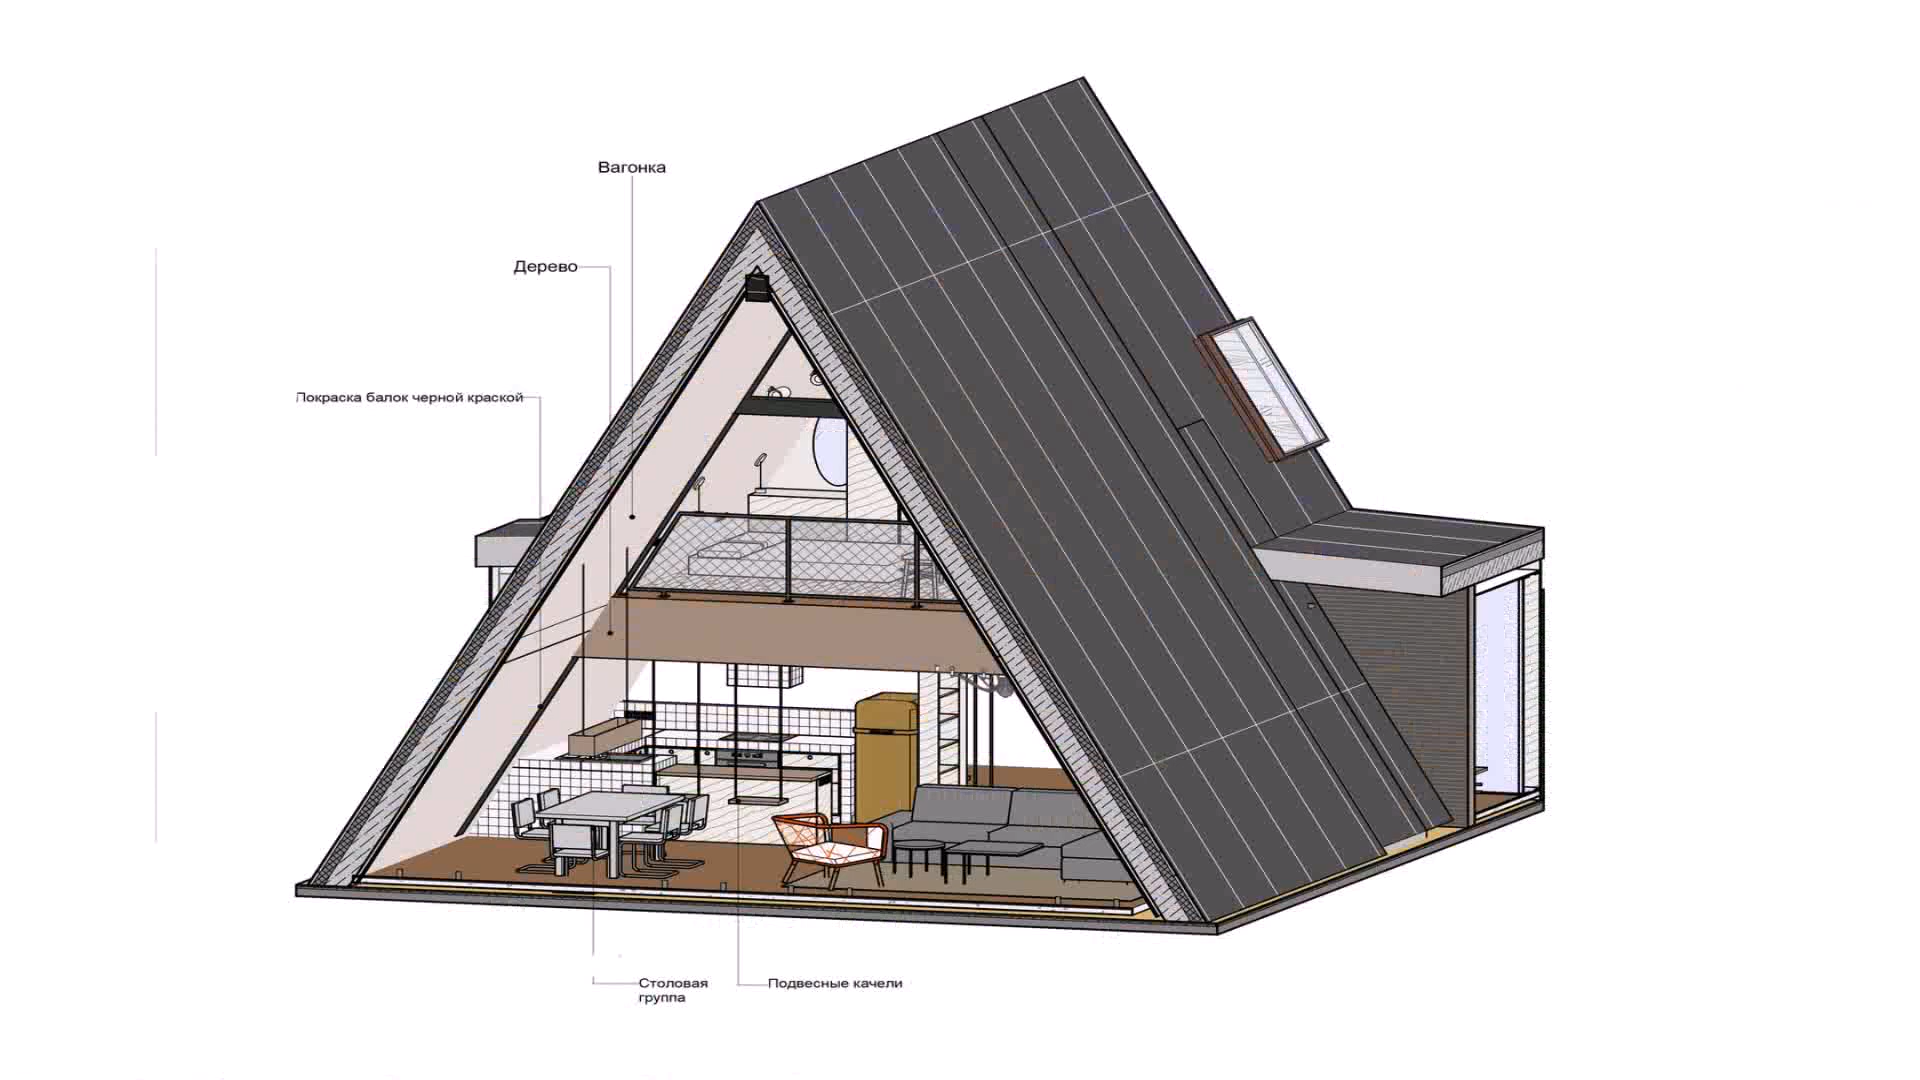 Вагонка
Дерево
Покраска балок черной краской
Столовая
группа
Подвесные качели